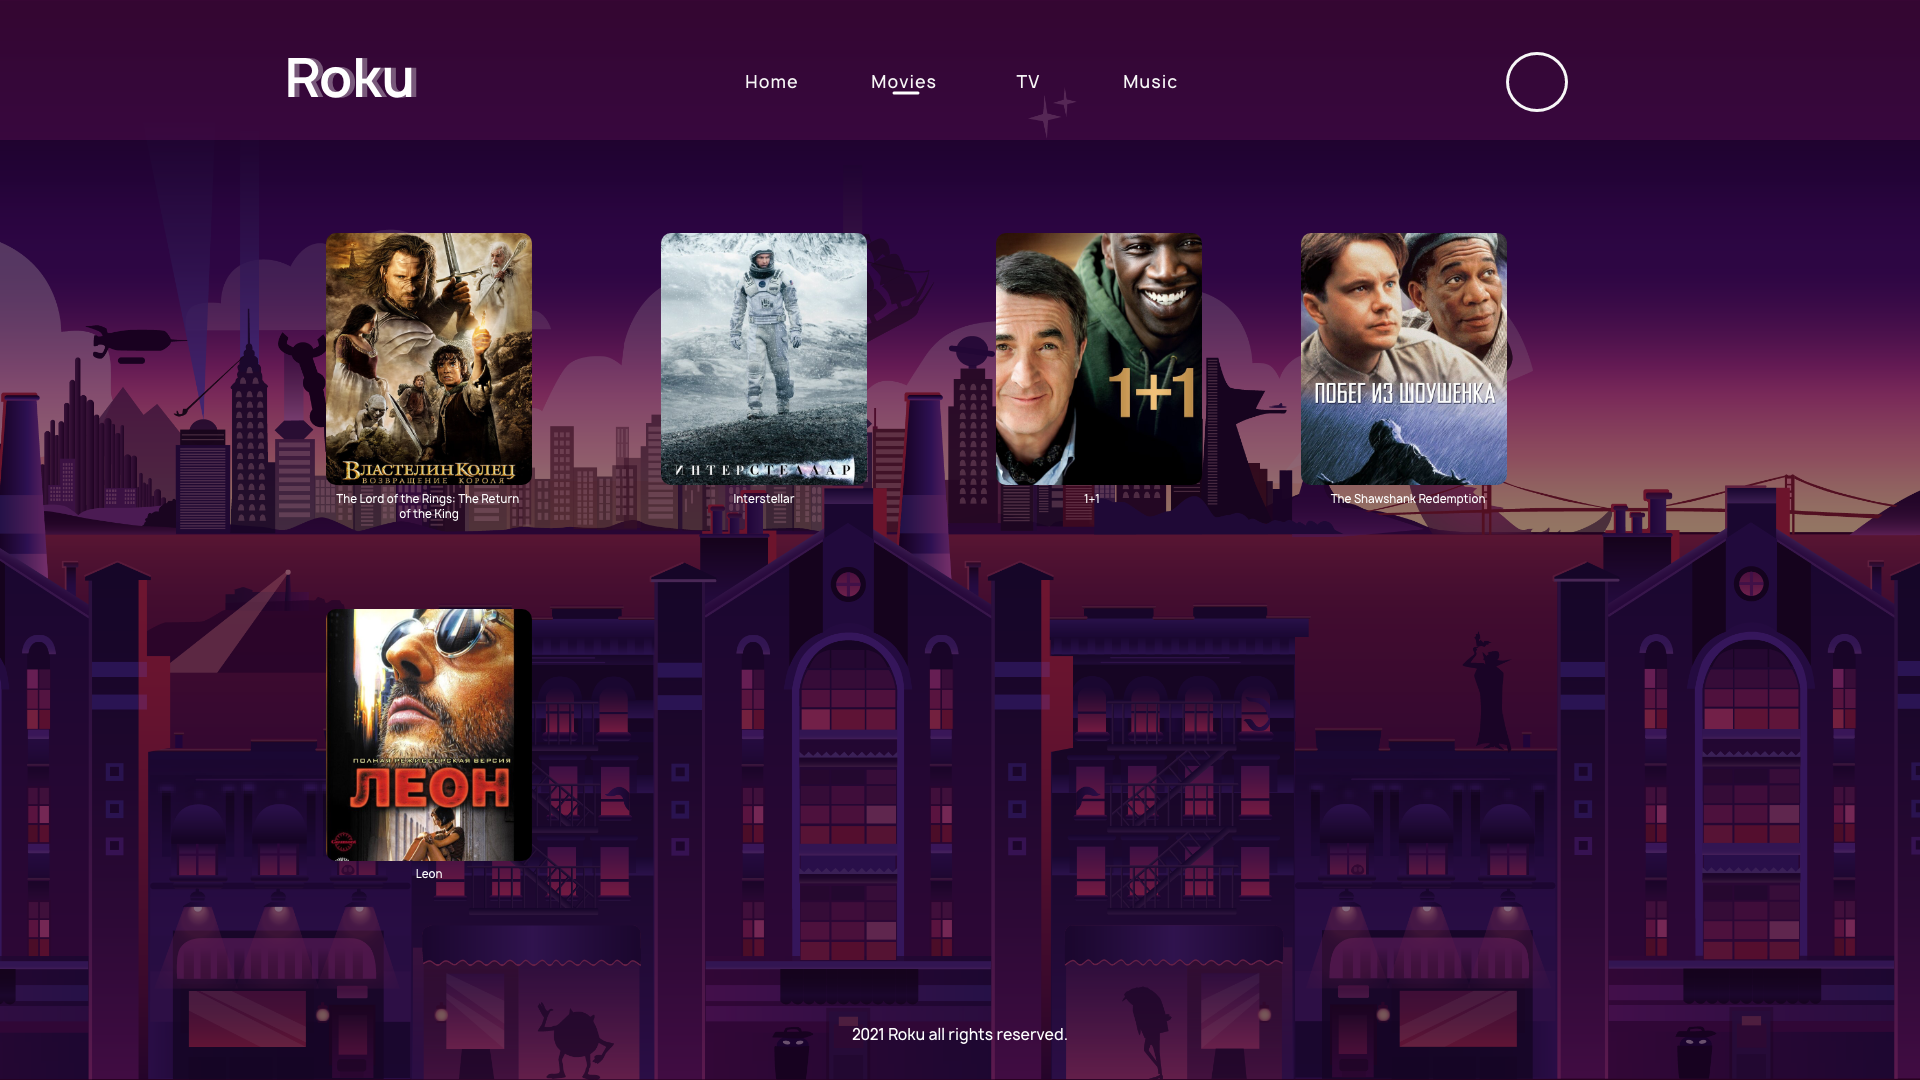 Roku
Home
Movies
TV
Music
ВЛАСТЕЛИН КОЛЕЦ
ВОЗВРАЩЕНИЕ КОРОЛЯ
The Lord of the Rings: The Return
of the King
ИНТЕРСТЕЛЛАР
Interstellar
1+1
1+1
ПОБЕГ ИЗ ШОУШЕНКА
The Shawshank Redemption
ПОЛНАЯ РЕЖИССЕРСКАЯ ВЕРСИЯ
ЛЕОН
Leon
2021 Roku all rights reserved.